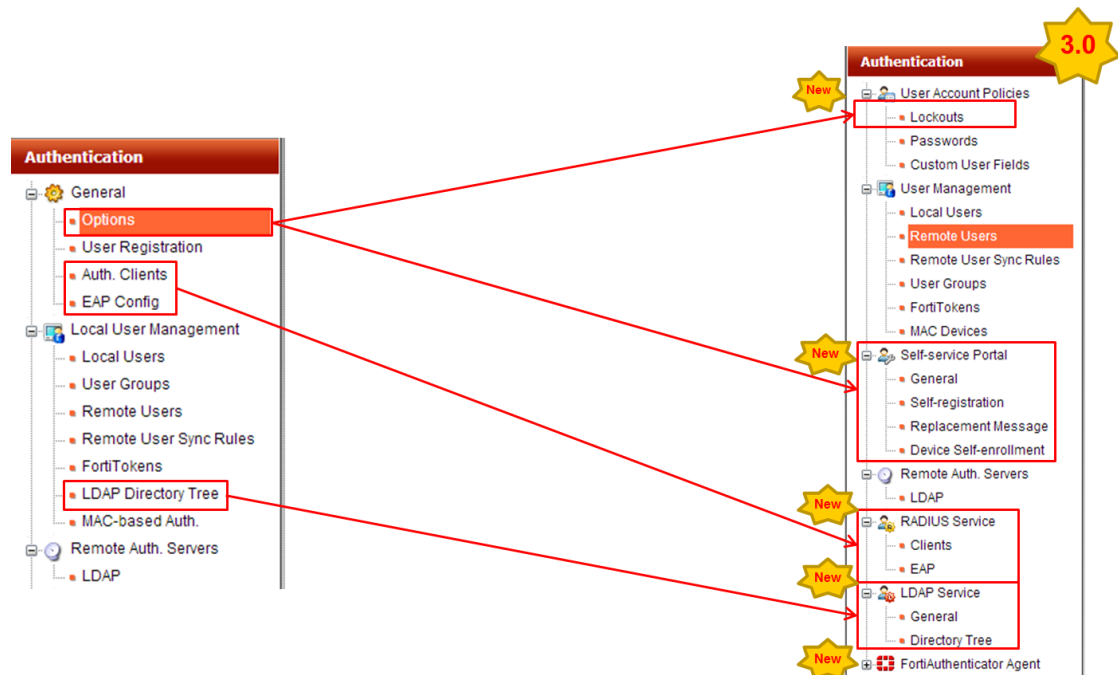 Authentication
General
Options
User Registration
Auth. Clients
EAP Config
Local User Management
Local Users
User Groups
Remote Users
Remote User Sync Rules
FortiTokens
LDAP Directory Tree
MAC-based Auth.
Remote Auth. Servers
LDAP
3.0
Authentication
New
User Account Policies
Lockouts
Passwords
Custom User Fields
User Management
Local Users
Remote Users
Remote User Sync Rules
User Groups
FortiTokens
MAC Devices
New
Self-service Portal
General
Self-registration
Replacement Message
Device Self-enrollment
Remote Auth. Servers
LDAP
New
RADIUS Service
Clients
EAP
New
LDAP Service
General
Directory Tree
New
FortiAuthenticator Agent